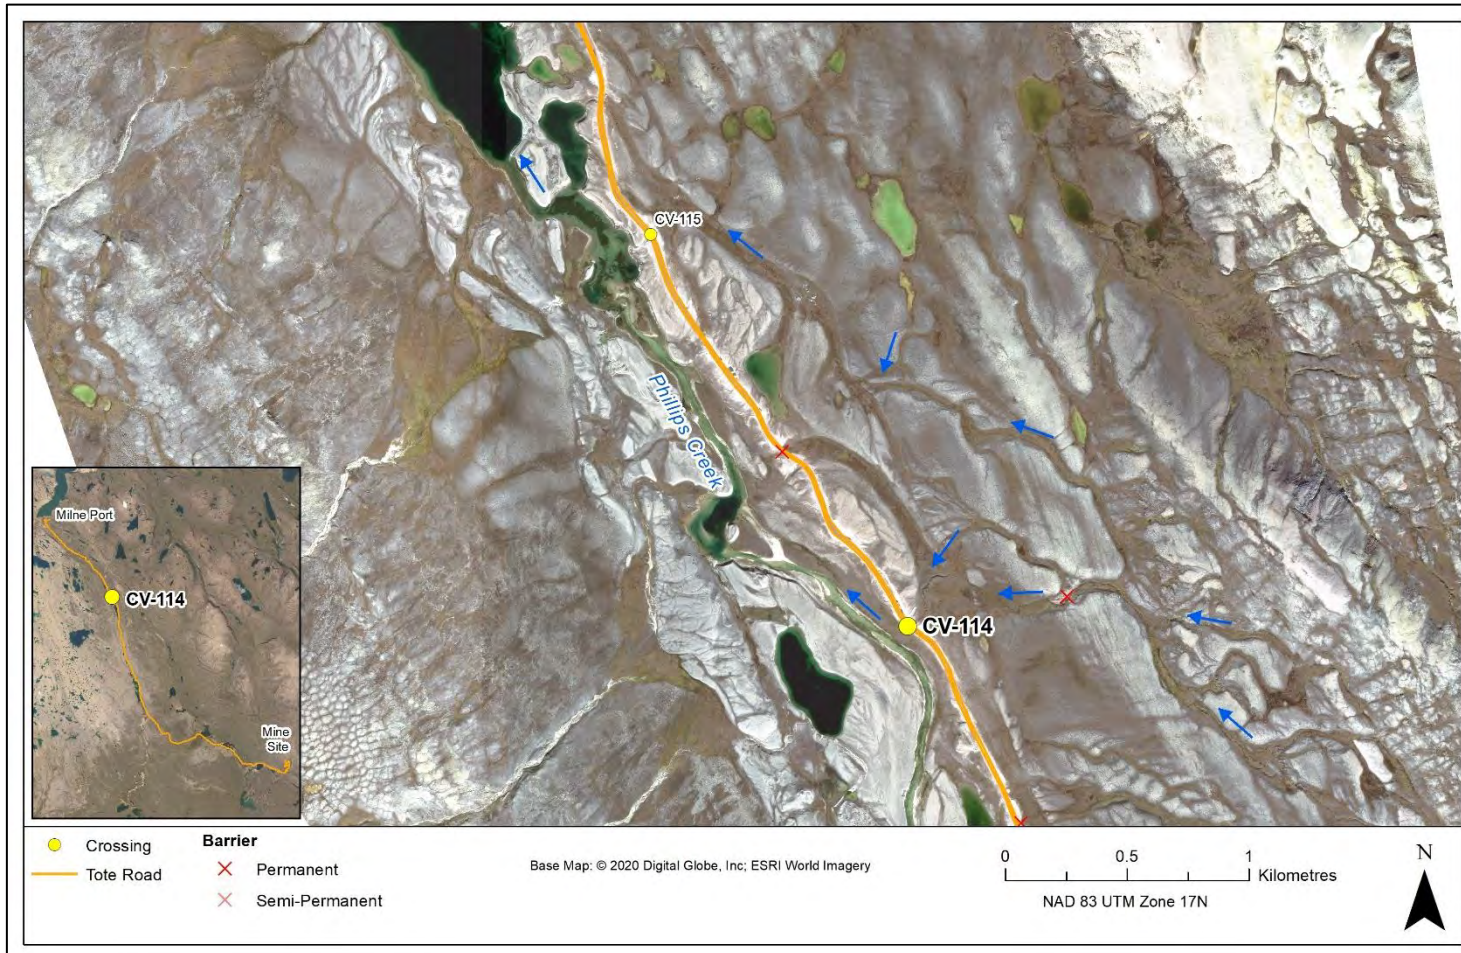 CV-115
Phillips Creek
CV-114
Milne Port
CV-114
Mine
Site
Crossing
Tote Road
Barrier
Permanent
Semi-Permanent
Base Map: © 2020 Digital Globe, Inc; ESRI World Imagery
0 0.5 1
Kilometres
NAD 83 UTM Zone 17N
N